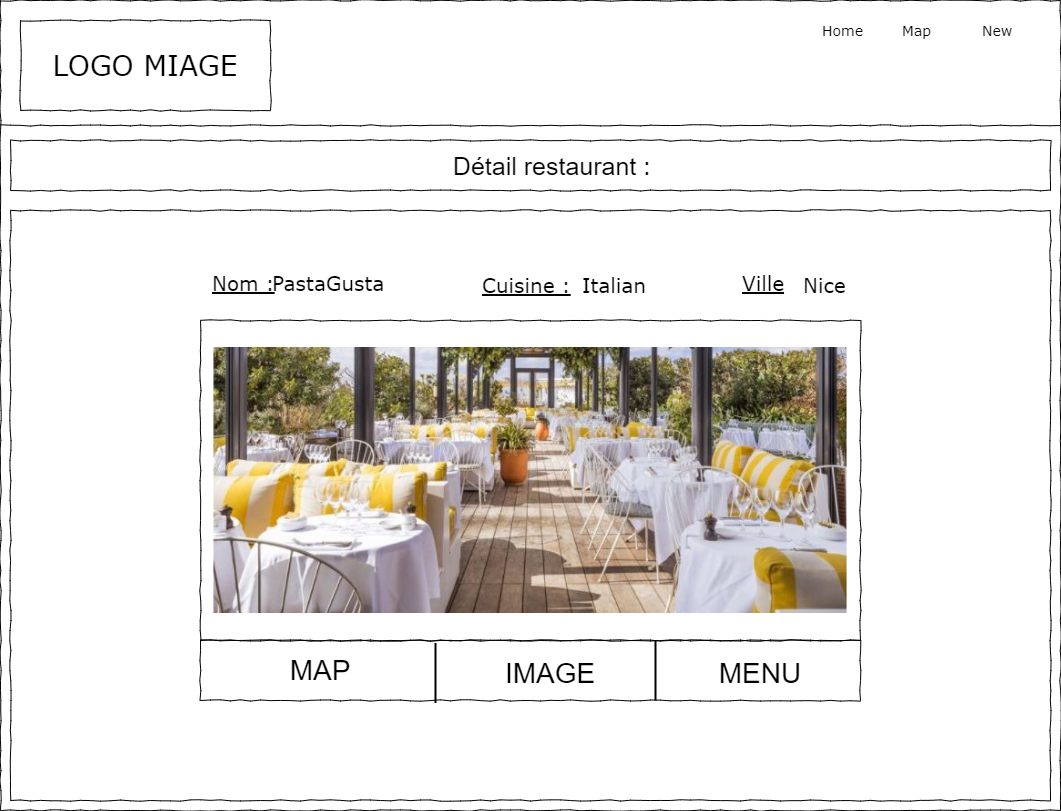 LOGO MIAGE
Home Map New
Détail restaurant :
Nom :PastaGusta Cuisine : Italian Ville Nice
MAP IMAGE MENU